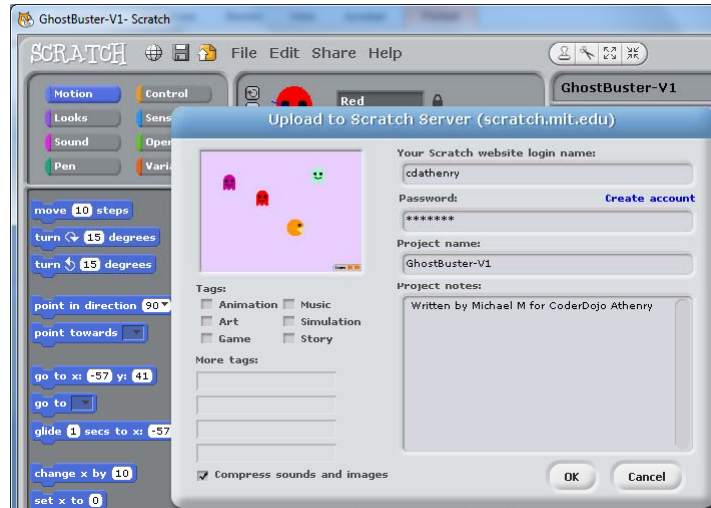 GhostBuster-V1- Scratch
SCRATCH File Edit Share Help
Motion Control
Looks Sens
Sound Oper
Pen Varia
Red
GhostBuster-V1
Upload to Scratch Server (scratch.mit.edu)
Your Scratch website login name:
cdathenry
Password: Create account
*******
Project name:
GhostBuster-V1
Project notes:
Written by Michael M for CoderDojo Athenry
Tags:
Animation Music
Art Simulation
Game Story
More tags:
Compress sounds and images
OK Cancel
move 10 steps
turn 15 degrees
turn 15 degrees
point in direction 90
point towards
go to x: -57 y: 41
go to
glide 1 secs to x: -57
change x by 10
set x to 0